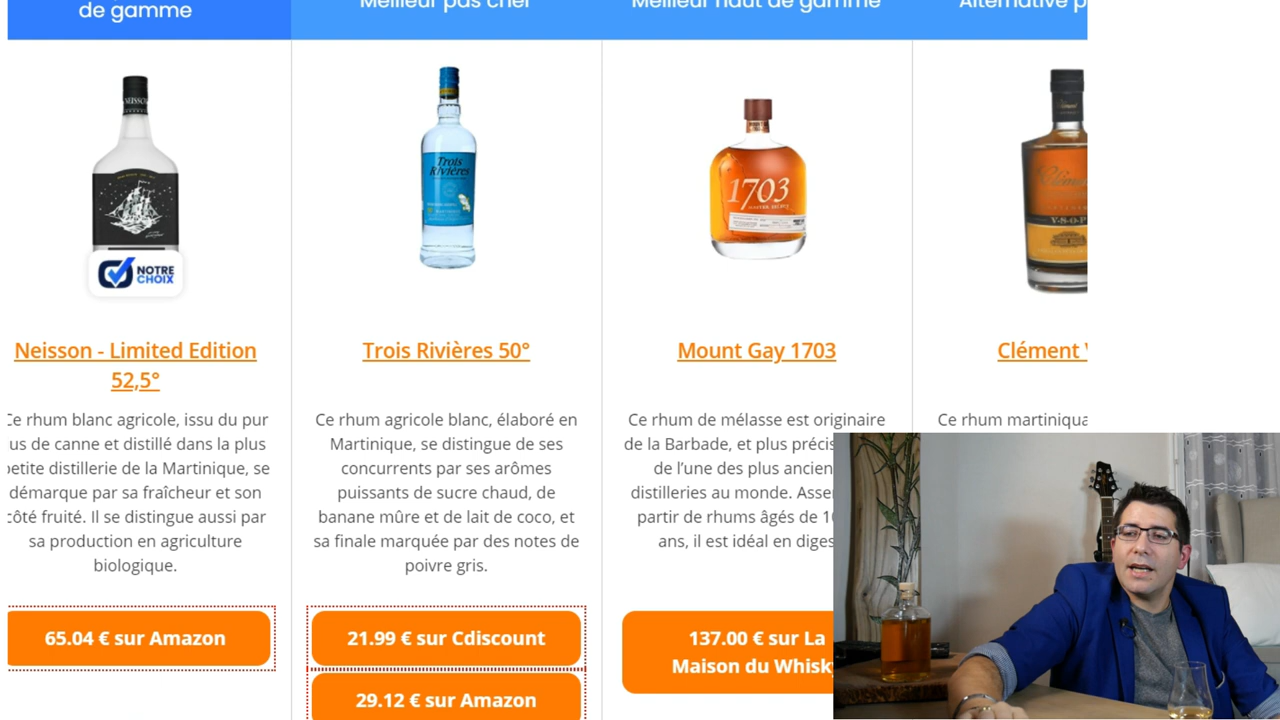 de gamme
Meilleur pas cher
Meilleur haut de gamme
Alternative
NEISSON
NOTRE
CHOIX
Trois
Rivières
1703
Clément
V·S·O·P
Neisson - Limited Edition
52,5°
Trois Rivières 50°
Mount Gay 1703
Clément
Ce rhum blanc agricole, issu du pur
us de canne et distillé dans la plus
petite distillerie de la Martinique, se
démarque par sa fraîcheur et son
côté fruité. Il se distingue aussi par
sa production en agriculture
biologique.
Ce rhum agricole blanc, élaboré en
Martinique, se distingue de ses
concurrents par ses arômes
puissants de sucre chaud, de
banane mûre et de lait de coco, et
sa finale marquée par des notes de
poivre gris.
Ce rhum de mélasse est originaire
de la Barbade, et plus précis
de l’une des plus ancien
distilleries au monde. Asse
partir de rhums âgés de 1
ans, il est idéal en diges
Ce rhum martiniqua
65.04 € sur Amazon
21.99 € sur Cdiscount
29.12 € sur Amazon
137.00 € sur La
Maison du Whisk